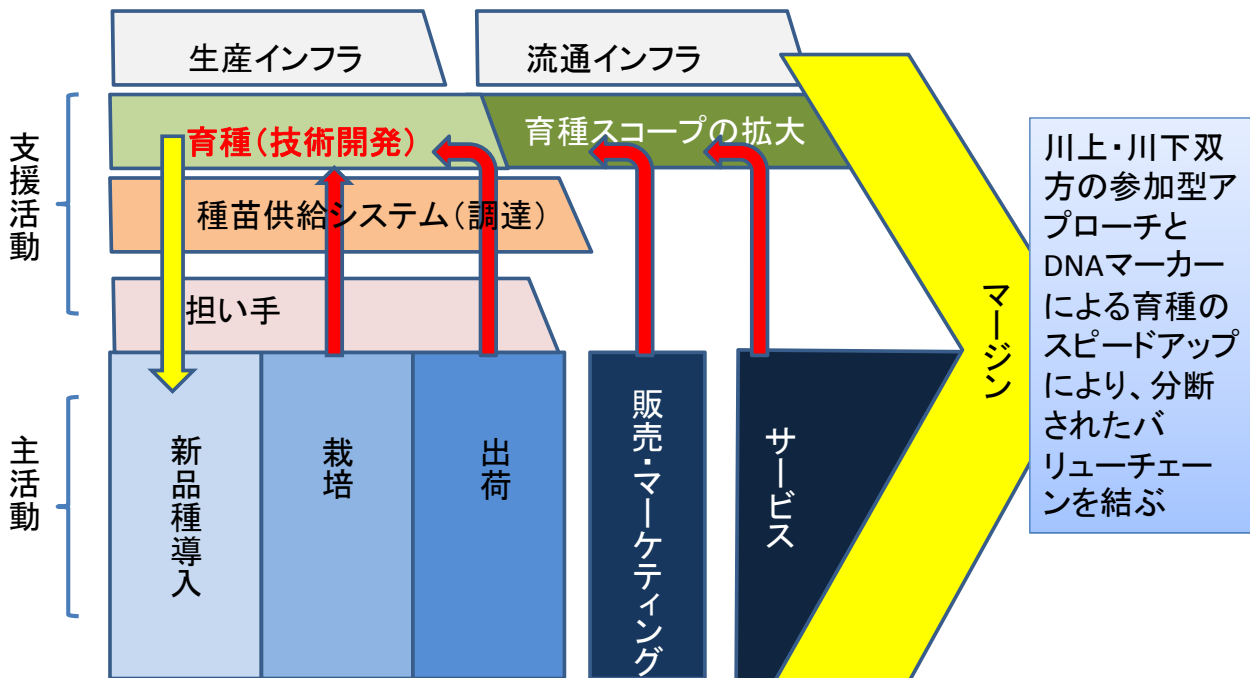 生産インフラ
流通インフラ
支援活動
育種(技術開発)
育種スコープの拡大
種苗供給システム(調達)
担い手
主活動
新品種導入
栽培
出荷
販売・マーケティング
サービス
マージン
川上・川下双
方の参加型ア
プローチと
DNAマーカー
による育種の
スピードアップ
により、分断
されたバ
リューチェー
ンを結ぶ